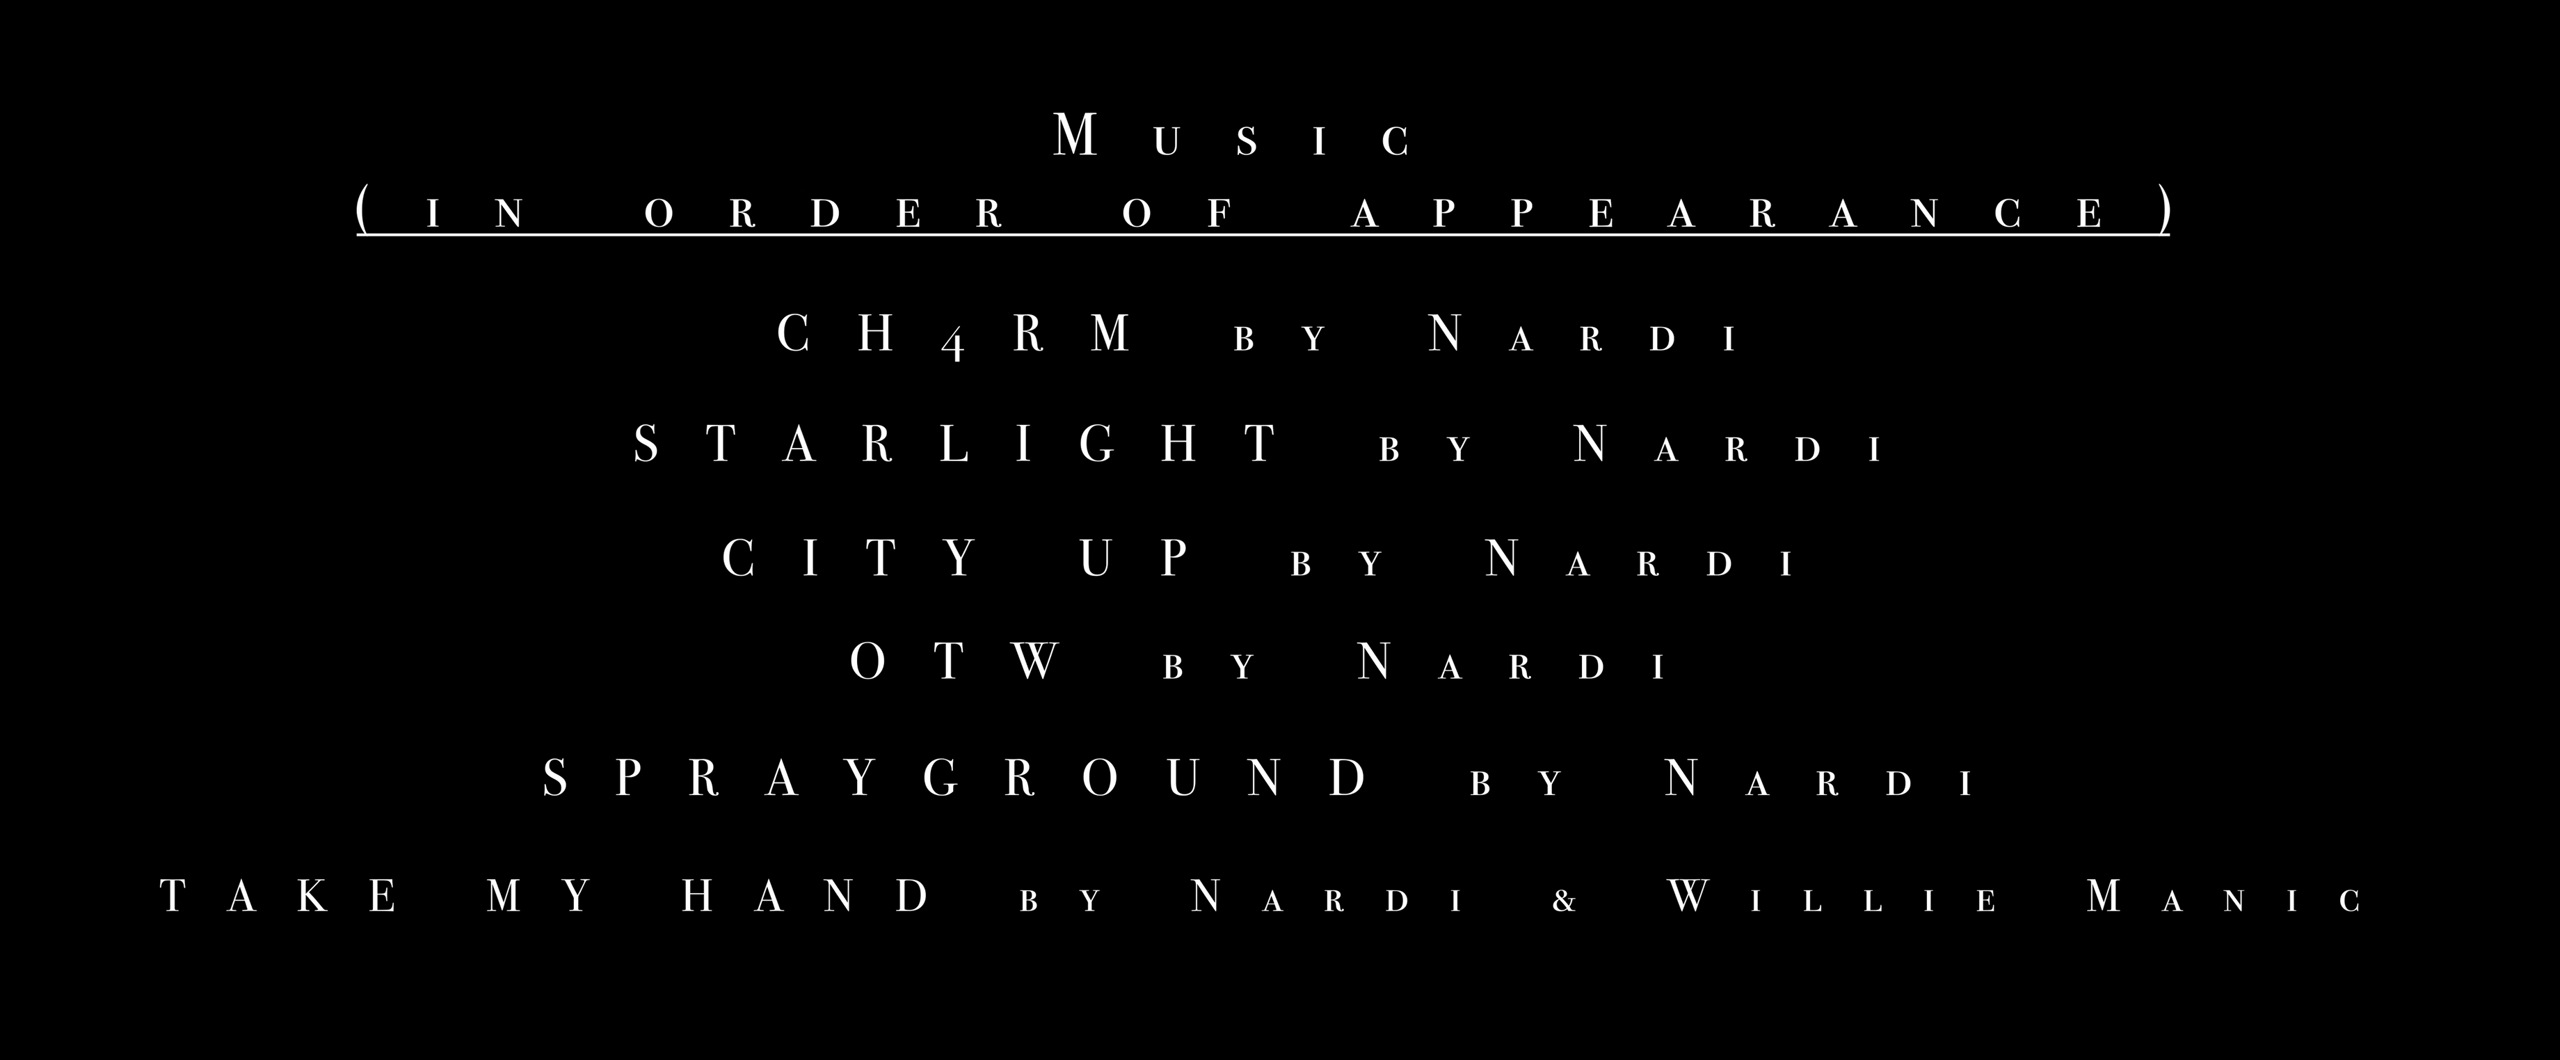 Music
(in order of appearance)
CH4RM by Nardi
STARLIGHT by Nardi
CITY UP by Nardi
OTW by Nardi
SPRAYGROUND by Nardi
TAKE MY HAND by Nardi & Willie Manic